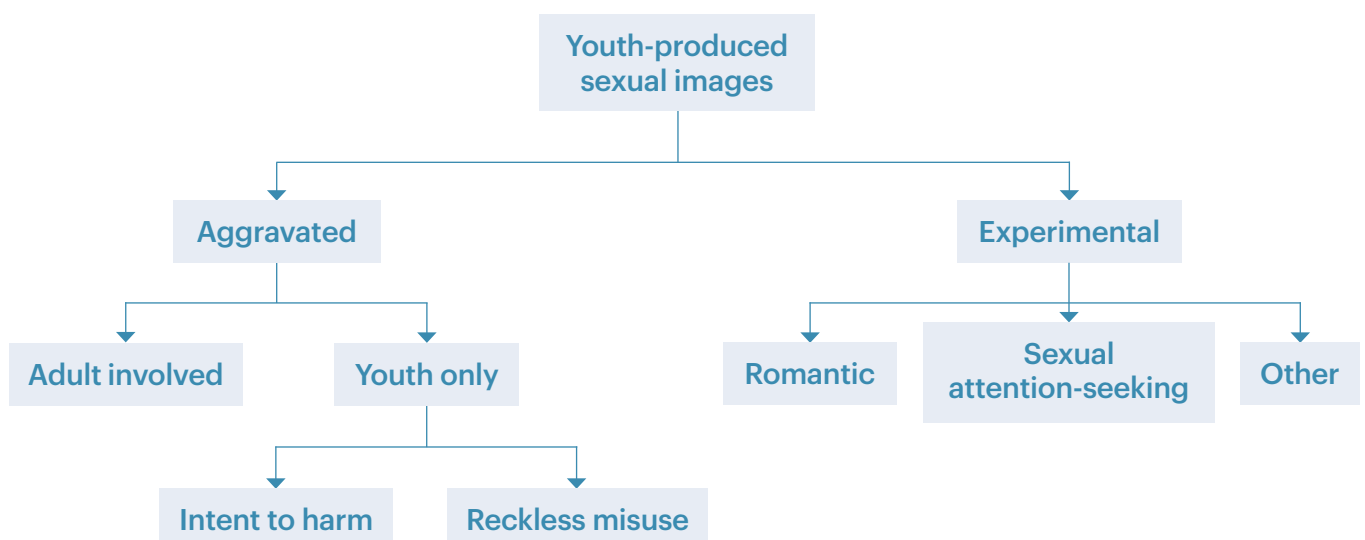 Youth-produced
sexual images
Aggravated
Experimental
Adult involved
Youth only
Romantic
Sexual
attention-seeking
Other
Intent to harm
Reckless misuse